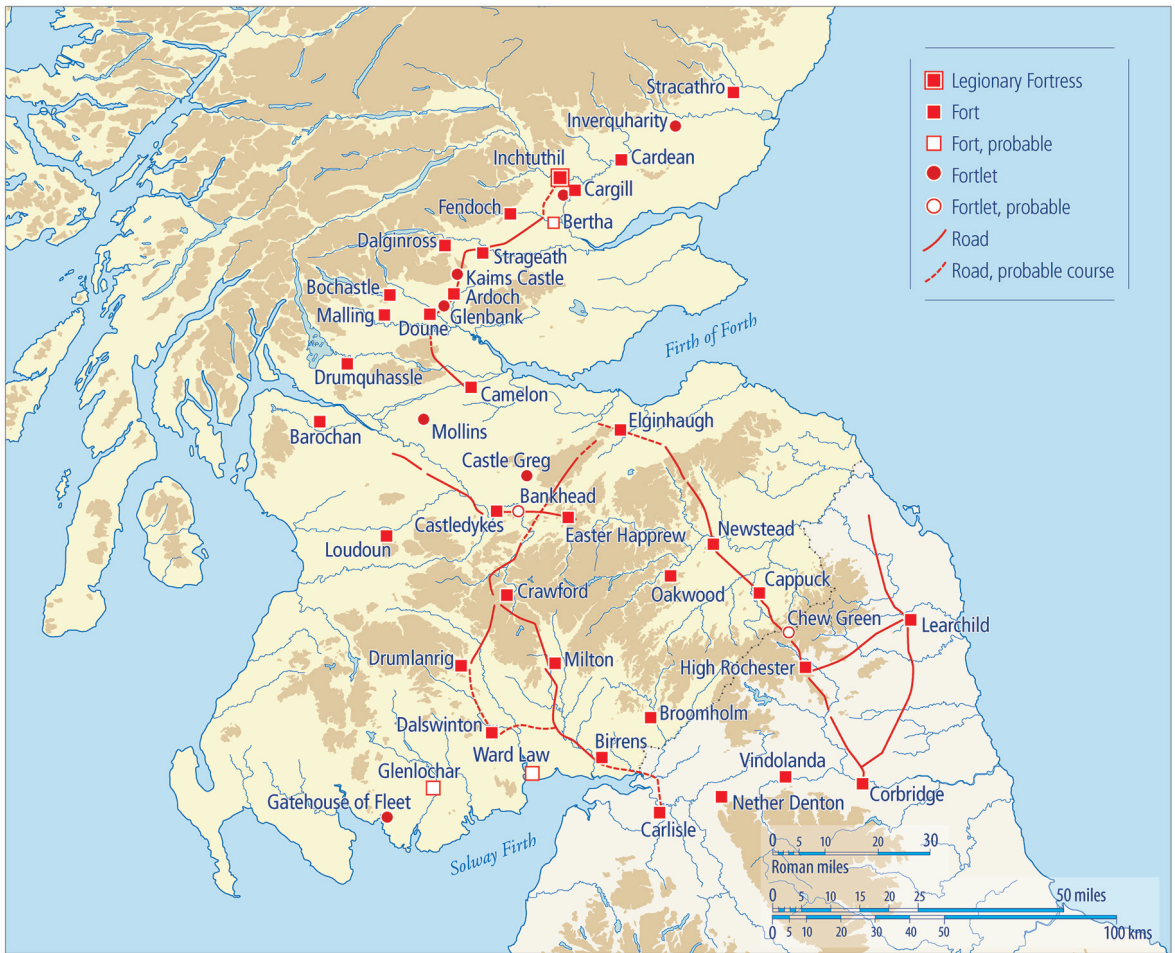 Stracathro
Inverquharity
Inchtuthil
Cardean
Cargill
Fendoch
Bertha
Dalginross
Strageath
Kaims Castle
Bochastle
Ardoch
Malling
Glenbank
Doune
Firth of Forth
Drumquhassle
Camelon
Elginhaugh
Barochan
Mollins
Castle Greg
Bankhead
Castledykes
Easter Happrew
Newstead
Loudoun
Oakwood
Cappuck
Crawford
Chew Green
Learchild
Drumlanrig
Milton
High Rochester
Broomholm
Dalswinton
Ward Law
Birrens
Vindolanda
Glenlochar
Corbridge
Gatehouse of Fleet
Nether Denton
Carlisle
Solway Firth
Legionary Fortress
Fort
Fort, probable
Fortlet
Fortlet, probable
Road
Road, probable course
0 5 10 20 30
Roman miles
0 5 10 15 20 25 50 miles
0 5 10 20 30 40 50 100 kms